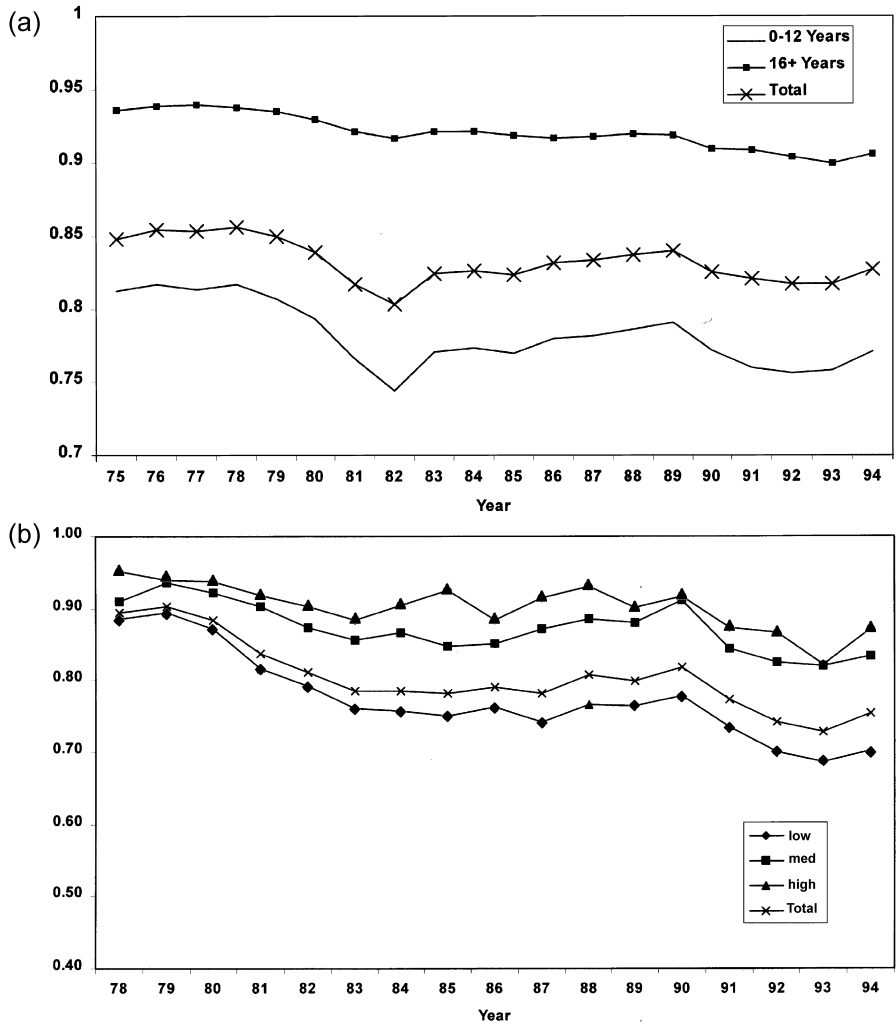 (a)
1
0.95
0.9
0.85
0.8
0.75
0.7
0-12 Years
16+ Years
Total
75 76 77 78 79 80 81 82 83 84 85 86 87 88 89 90 91 92 93 94
Year
(b)
1.00
0.90
0.80
0.70
0.60
0.50
0.40
low
med
high
Total
78 79 80 81 82 83 84 85 86 87 88 89 90 91 92 93 94
Year